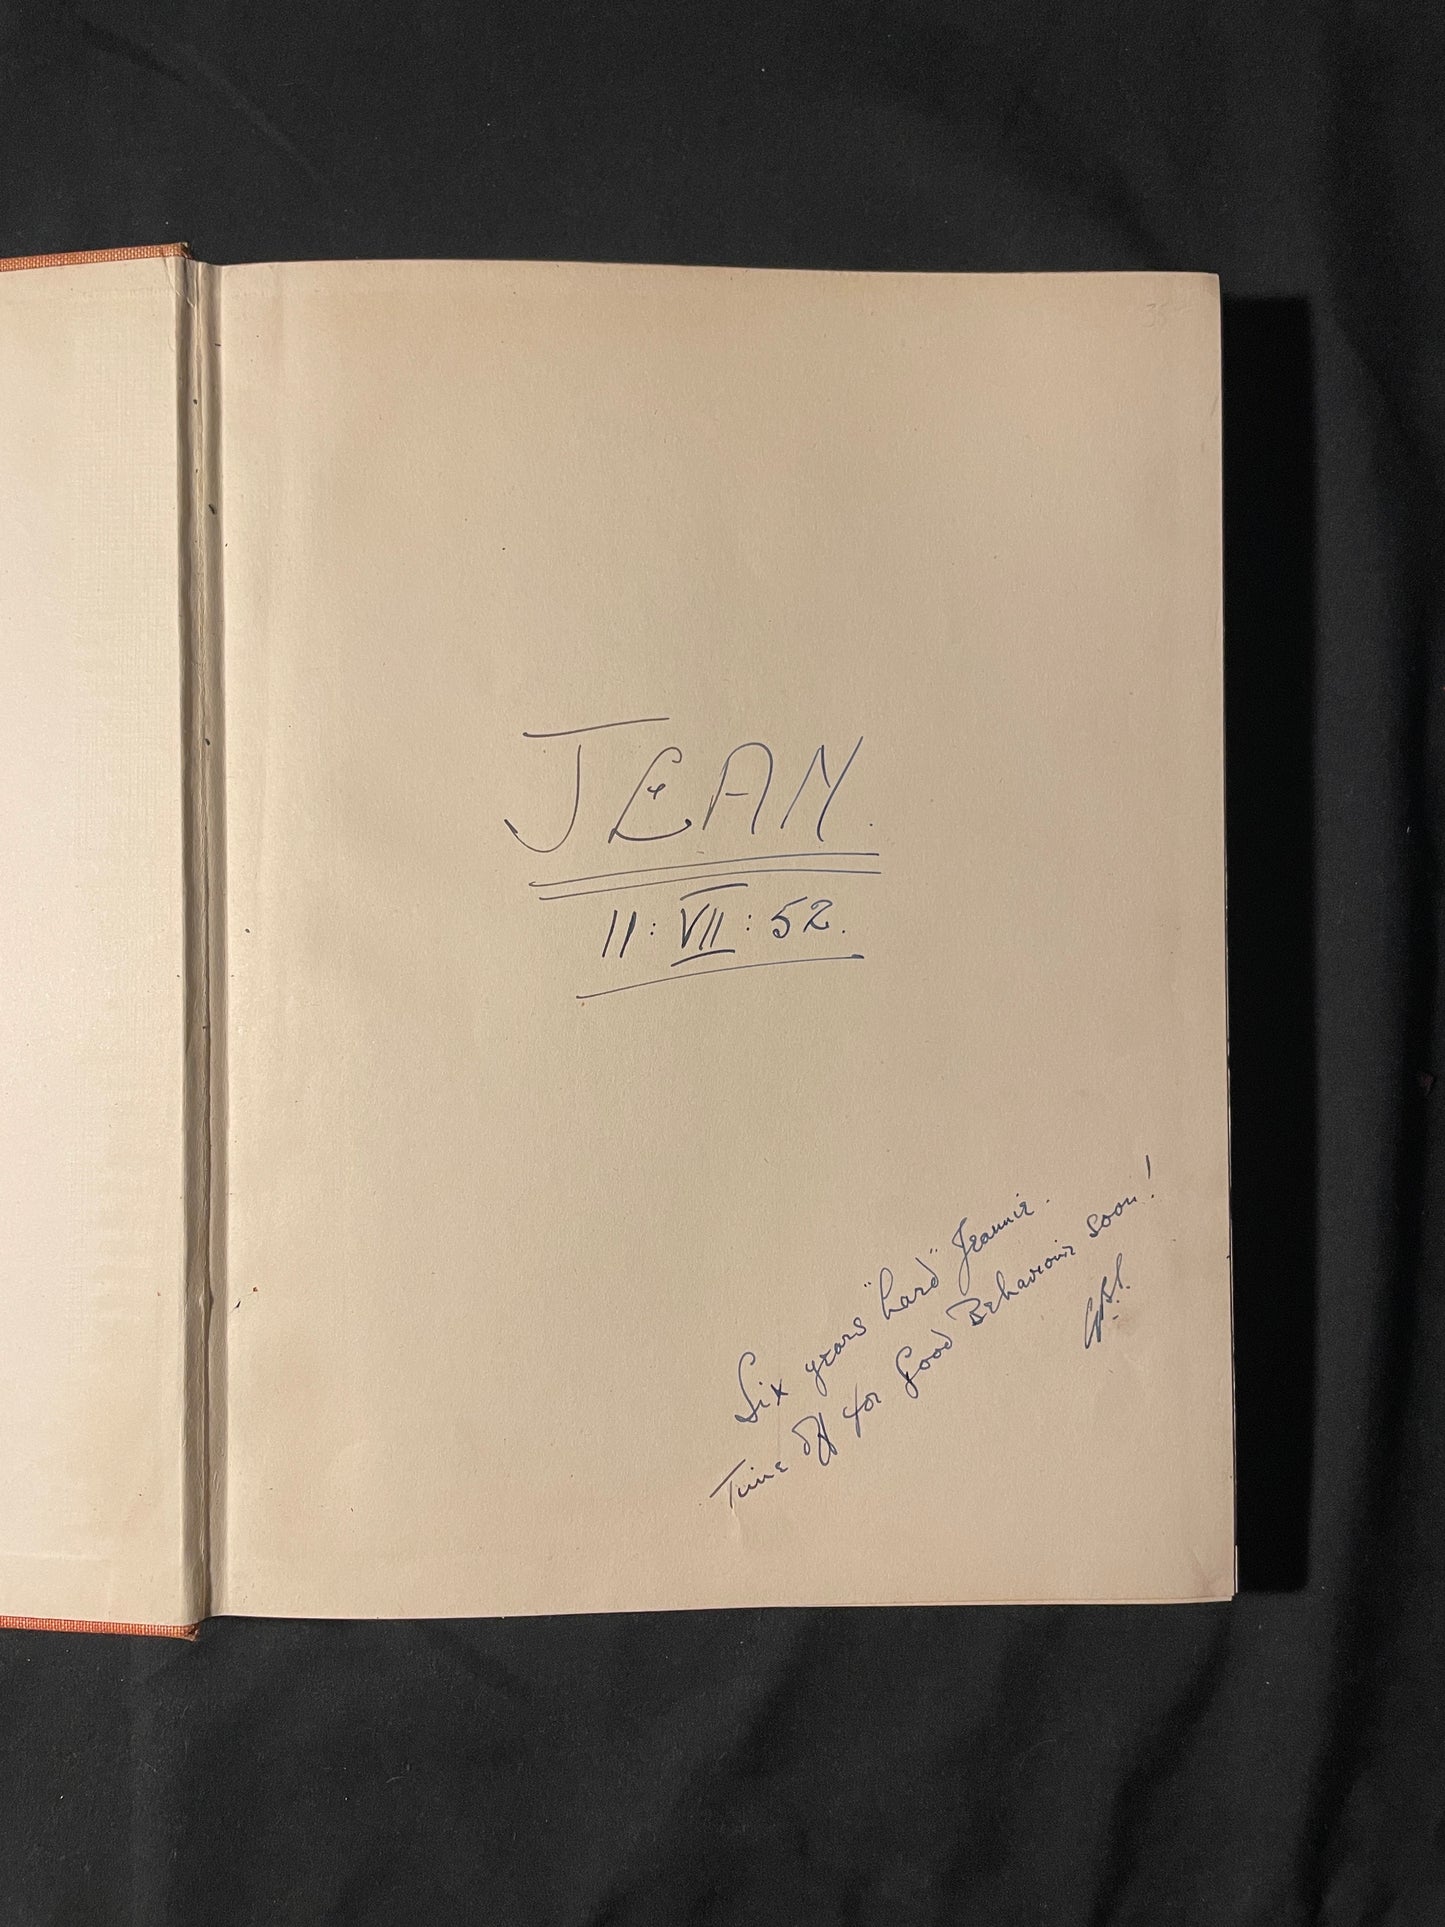 JEAN.
11 : VII : 52.
Six years "hard" Jeannie.
Time off for Good Behaviour soon!